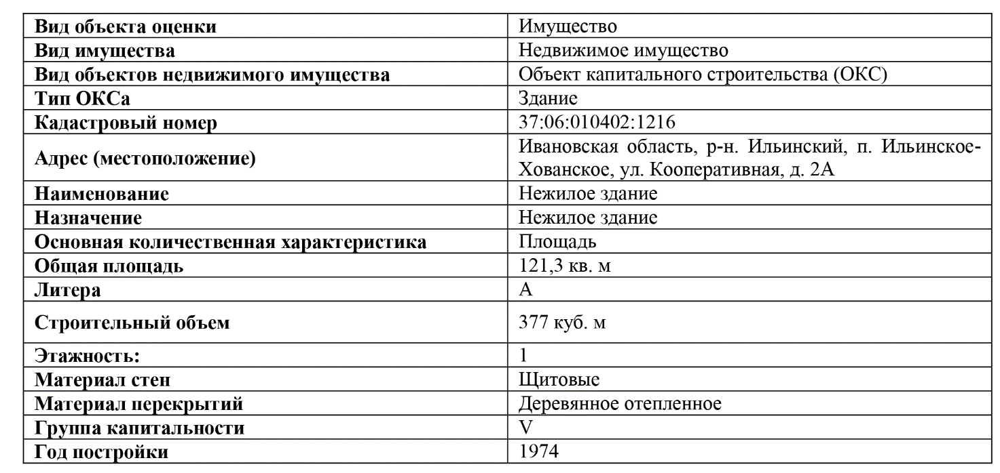 Вид объекта оценки Имущество
Вид имущества Недвижимое имущество
Вид объектов недвижимого имущества Объект капитального строительства (ОКС)
Тип ОКСа Здание
Кадастровый номер 37:06:010402:1216
Адрес (местоположение) Ивановская область, р-н. Ильинский, п. Ильинское-
Хованское, ул. Кооперативная, д. 2А
Наименование Нежилое здание
Назначение Нежилое здание
Основная количественная характеристика Площадь
Общая площадь 121,3 кв. м
Литера А
Строительный объем 377 куб. м
Этажность: 1
Материал стен Щитовые
Материал перекрытий Деревянное отепленное
Группа капитальности V
Год постройки 1974